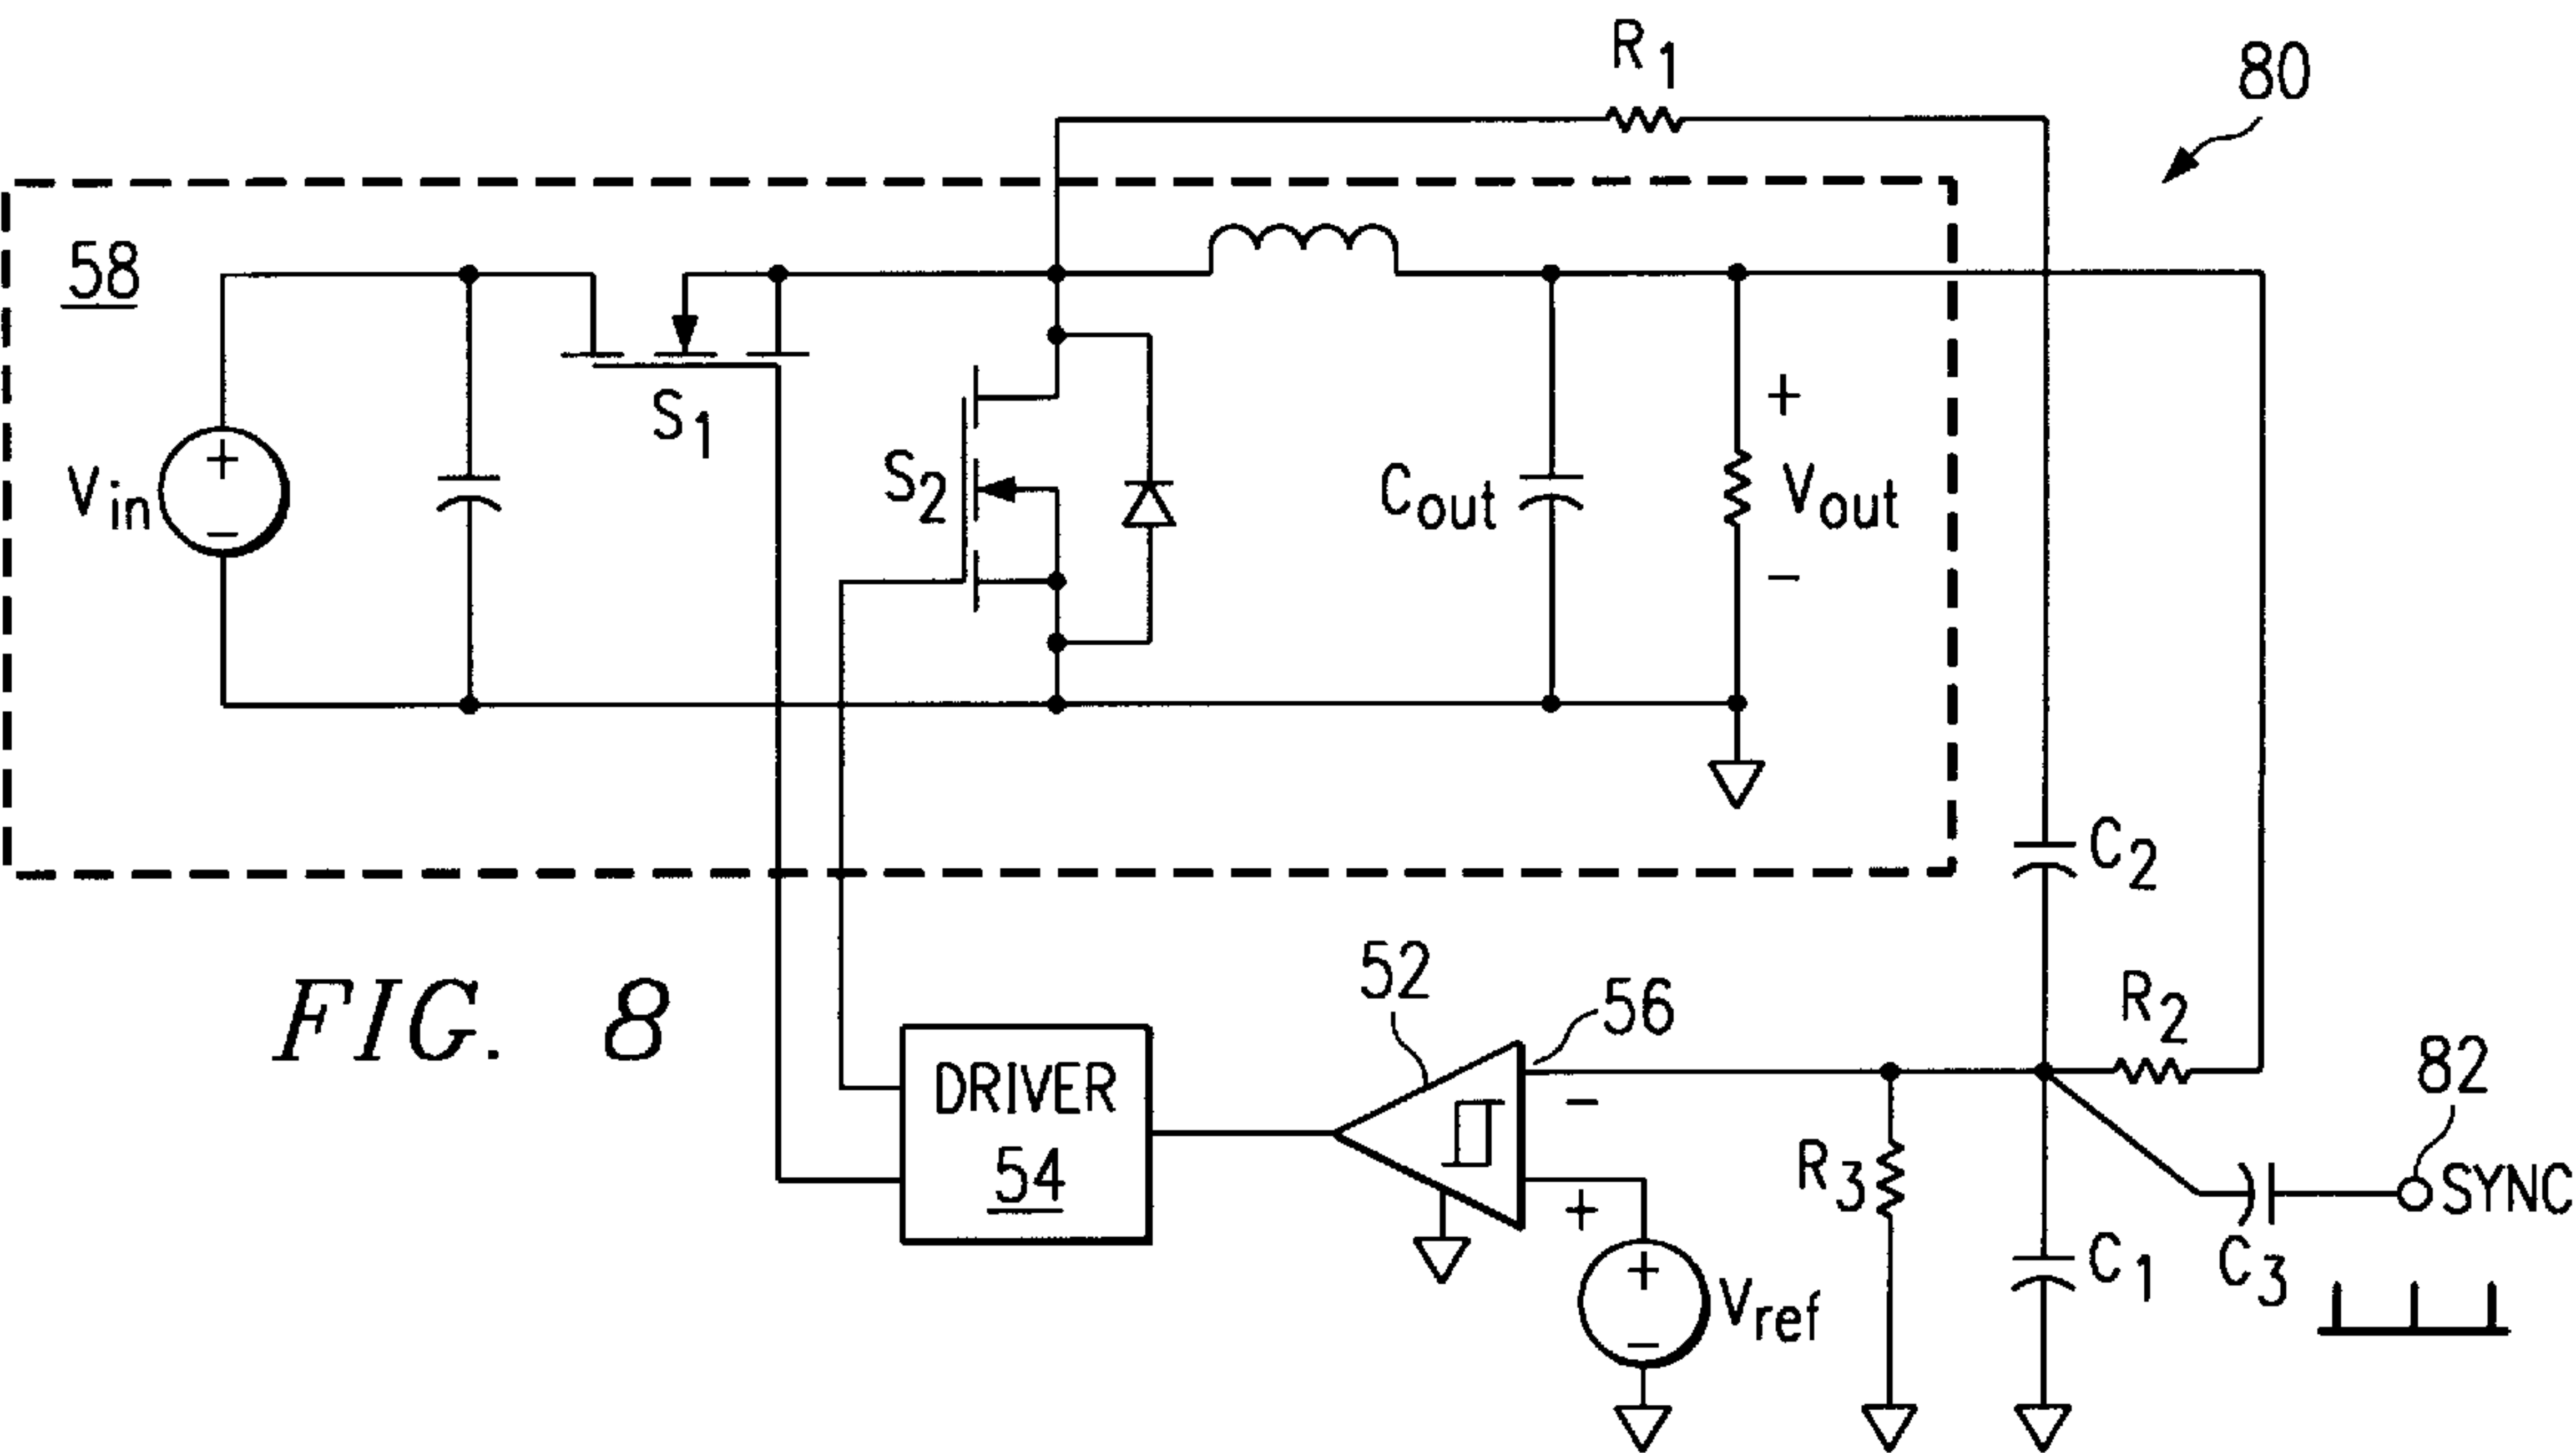 R1
80
58
S1
Vin
+
−
S2
Cout
+
Vout
−
C2
FIG. 8
52
56
R2
82
DRIVER
54
−
+
R3
SYNC
C1
C3
+
Vref
−